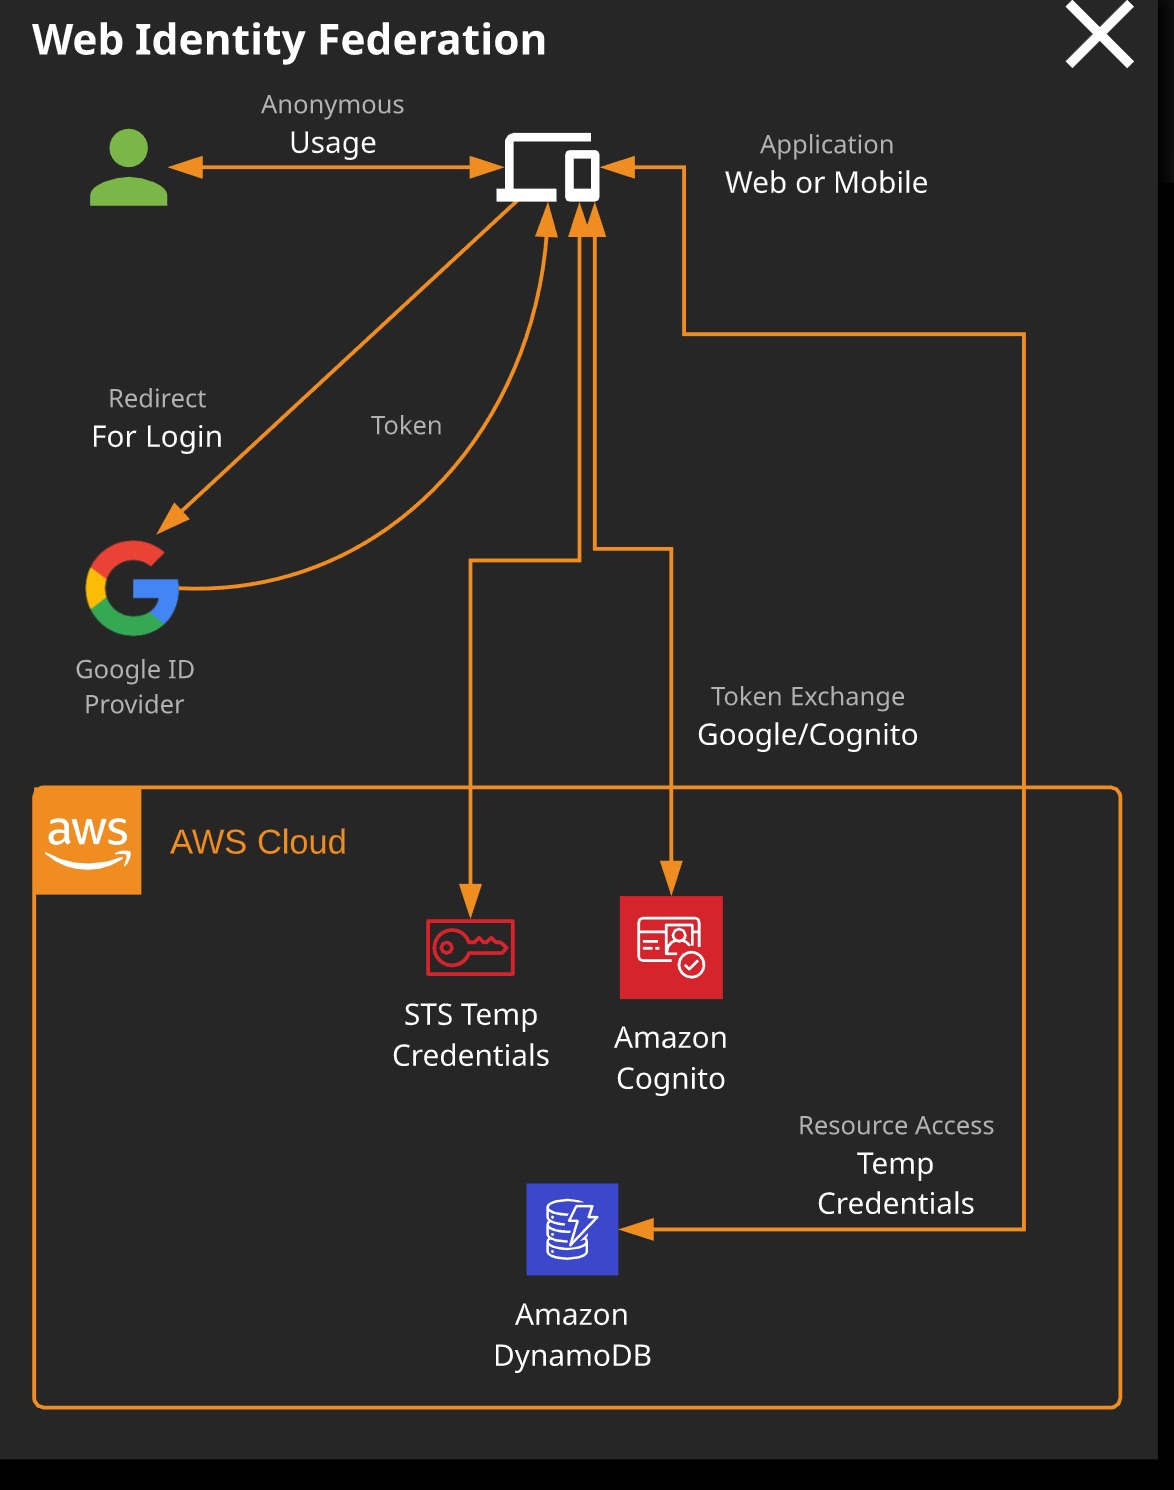 Web Identity Federation
Anonymous
Usage
Application
Web or Mobile
Redirect
For Login
Token
Google ID
Provider
Token Exchange
Google/Cognito
aws
AWS Cloud
STS Temp
Credentials
Amazon
Cognito
Resource Access
Temp
Credentials
Amazon
DynamoDB